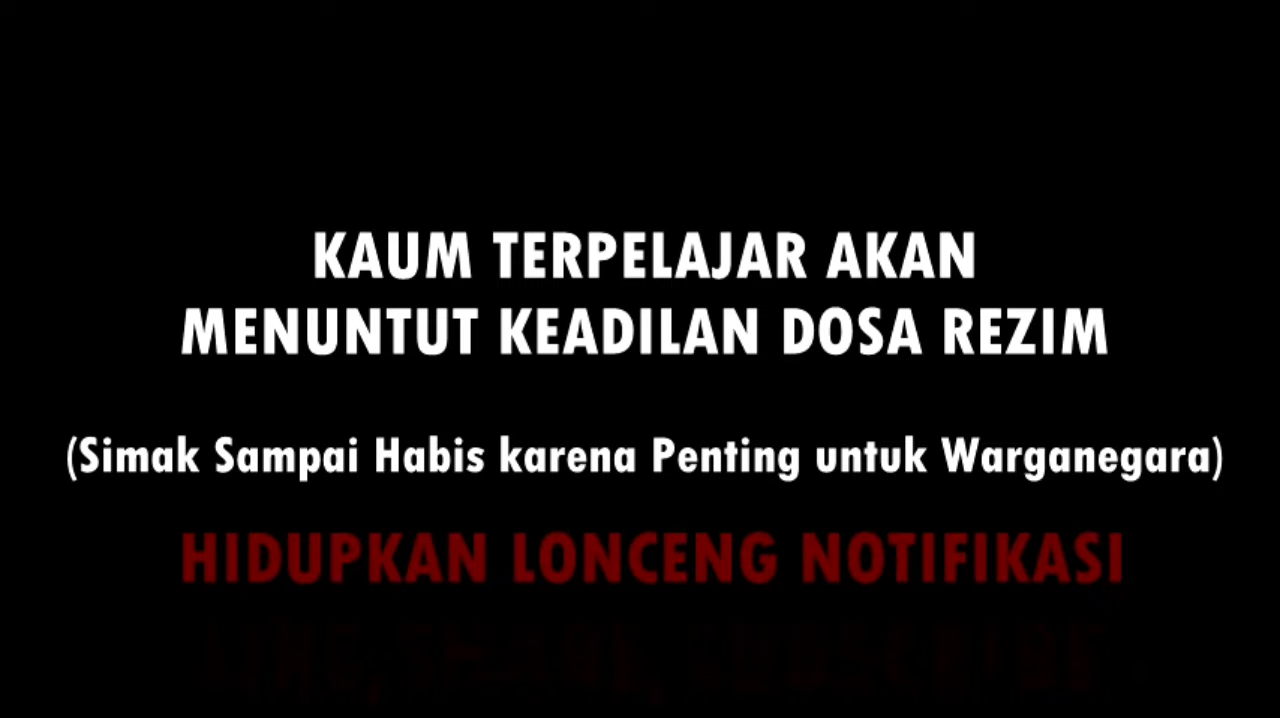 KAUM TERPELAJAR AKAN
MENUNTUT KEADILAN DOSA REZIM
(Simak Sampai Habis karena Penting untuk Warganegara)
HIDUPKAN LONCENG NOTIFIKASI